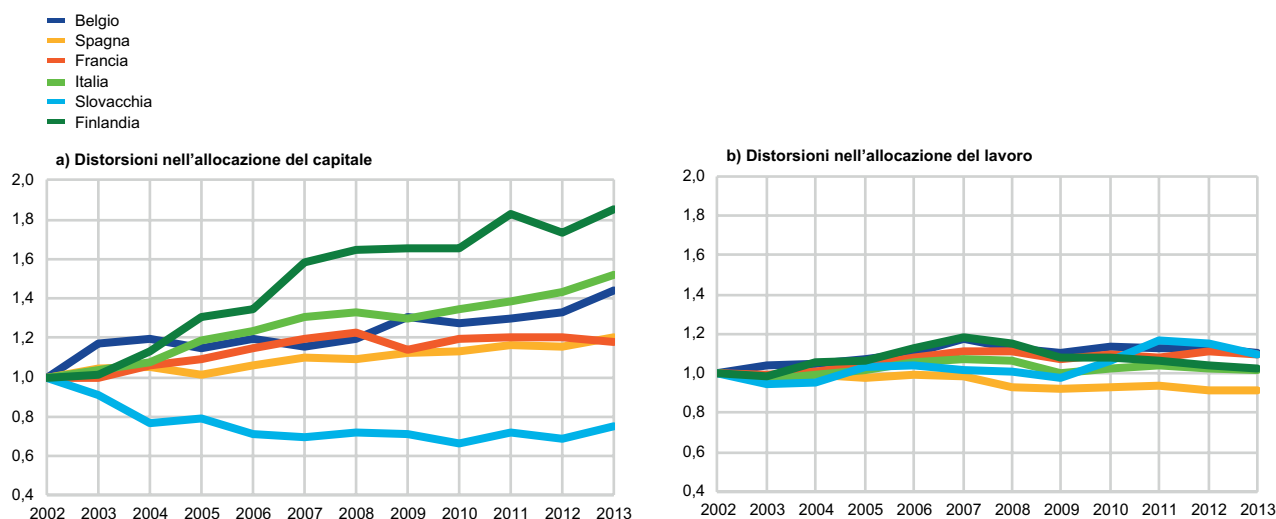 Belgio
Spagna
Francia
Italia
Slovacchia
Finlandia
a) Distorsioni nell'allocazione del capitale
2,0
1,8
1,6
1,4
1,2
1,0
0,8
0,6
0,4
2002 2003 2004 2005 2006 2007 2008 2009 2010 2011 2012 2013
b) Distorsioni nell'allocazione del lavoro
2,0
1,8
1,6
1,4
1,2
1,0
0,8
0,6
0,4
2002 2003 2004 2005 2006 2007 2008 2009 2010 2011 2012 2013